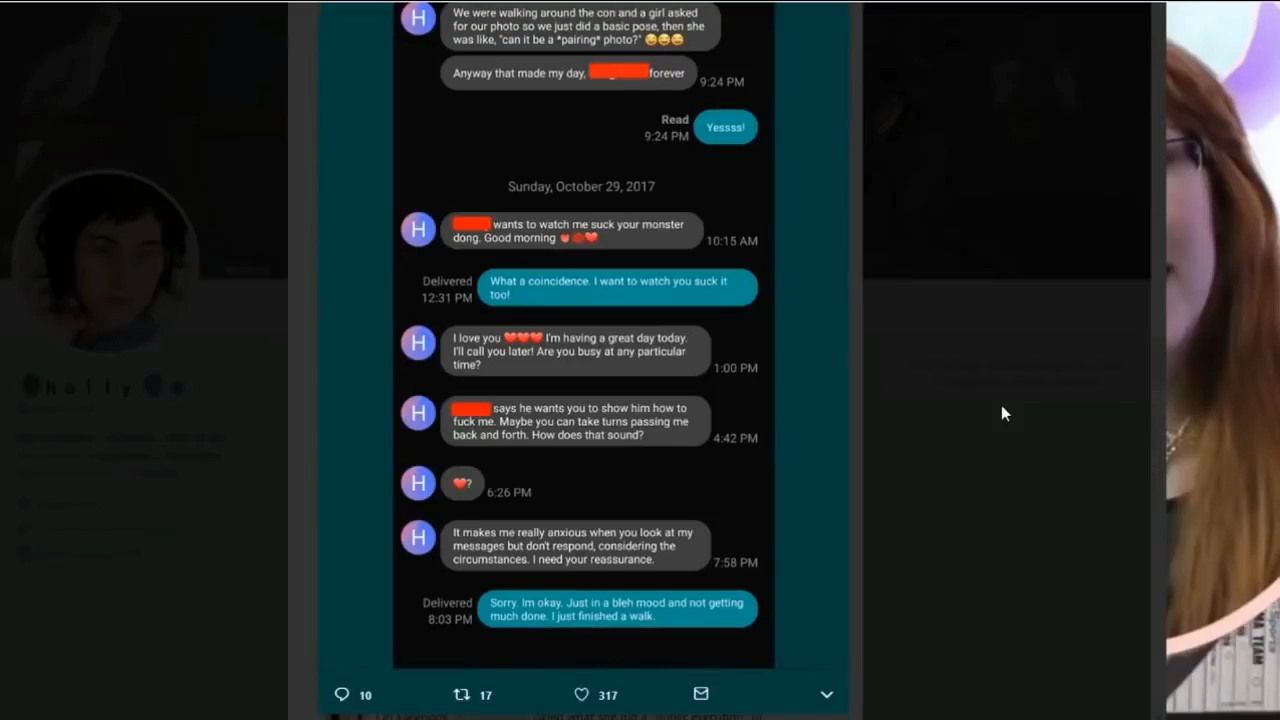 H
We were walking around the con and a girl asked
for our photo so we just did a basic pose, then she
was like, "can it be a *pairing* photo?" 😂😂😂
Anyway that made my day, forever
9:24 PM
Read
9:24 PM
Yessss!
Sunday, October 29, 2017
H
wants to watch me suck your monster
dong. Good morning
10:15 AM
Delivered
12:31 PM
What a coincidence. I want to watch you suck it
too!
H
I love you ❤❤❤ I'm having a great day today.
I'll call you later! Are you busy at any particular
time?
1:00 PM
H
says he wants you to show him how to
fuck me. Maybe you can take turns passing me
back and forth. How does that sound?
4:42 PM
H
❤?
6:26 PM
H
It makes me really anxious when you look at my
messages but don't respond, considering the
circumstances. I need your reassurance.
7:58 PM
Delivered
8:03 PM
Sorry. Im okay. Just in a bleh mood and not getting
much done. I just finished a walk.
10
17
317
holly